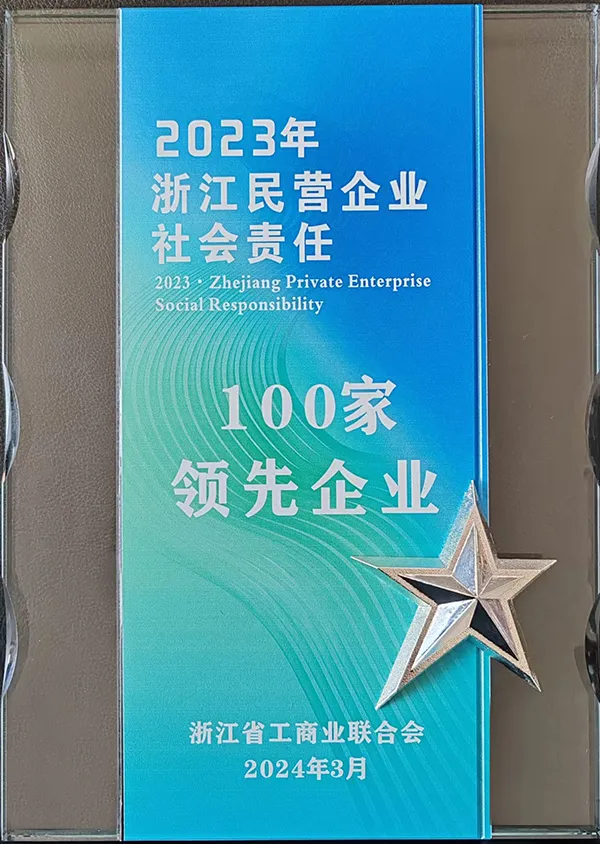 2023年
浙江民营企业
社会责任
2023 · Zhejiang Private Enterprise
Social Responsibility
100家
领先企业
浙江省工商业联合会
2024年3月